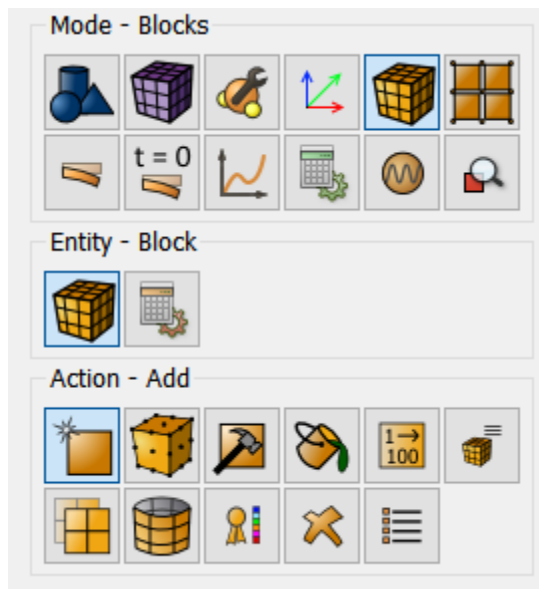 Mode - Blocks
t = 0
Entity - Block
Action - Add
1→
100